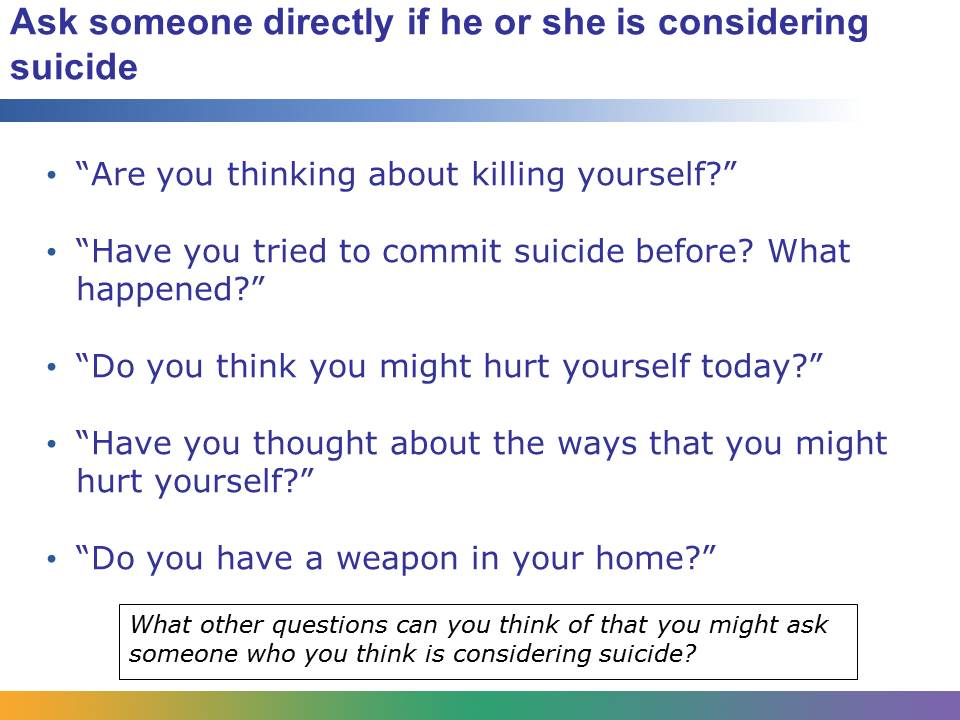 Ask someone directly if he or she is considering
suicide
• “Are you thinking about killing yourself?”
• “Have you tried to commit suicide before? What
happened?”
• “Do you think you might hurt yourself today?”
• “Have you thought about the ways that you might
hurt yourself?”
• “Do you have a weapon in your home?”
What other questions can you think of that you might ask
someone who you think is considering suicide?